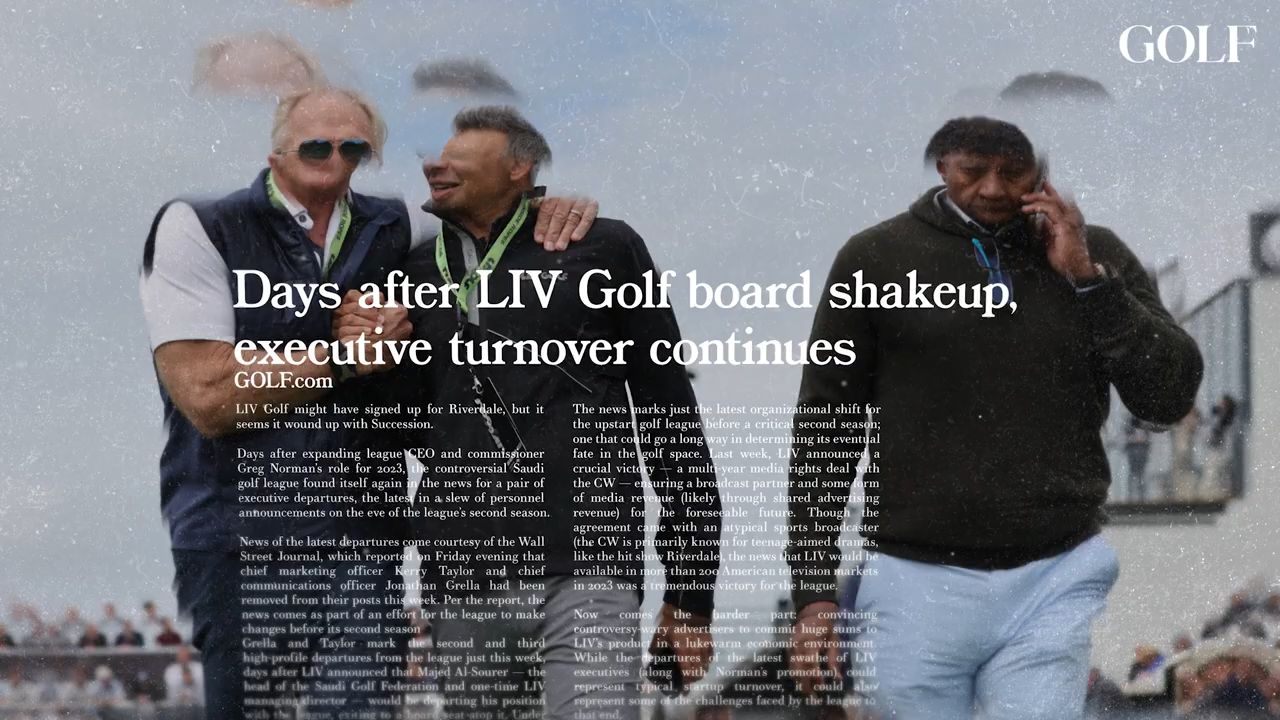 GOLF
Days after LIV Golf board shakeup,
executive turnover continues
GOLF.com
LIV Golf might have signed up for Riverdale, but it
seems it wound up with Succession.
Days after expanding league CEO and commissioner
Greg Norman's role for 2023, the controversial Saudi
golf league found itself again in the news for a pair of
executive departures, the latest in a slew of personnel
announcements on the eve of the league's second season.
News of the latest departures come courtesy of the Wall
Street Journal, which reported on Friday evening that
chief marketing officer Kerry Taylor and chief
communications officer Jonathan Grella had been
removed from their posts this week. Per the report, the
news comes as part of an effort for the league to make
changes before its second season
Grella and Taylor mark the second and third
high-profile departures from the league just this week,
days after LIV announced that Majed Al-Sourer — the
head of the Saudi Golf Federation and one-time LIV
managing director — would be departing his position
with the league, exiting to a board seat atop it. Under
The news marks just the latest organizational shift for
the upstart golf league before a critical second season;
one that could go a long way in determining its eventual
fate in the golf space. Last week, LIV announced a
crucial victory — a multi-year media rights deal with
the CW — ensuring a broadcast partner and some form
of media revenue (likely through shared advertising
revenue) for the foreseeable future. Though the
agreement came with an atypical sports broadcaster
(the CW is primarily known for teenage-aimed dramas,
like the hit show Riverdale), the news that LIV would be
available in more than 200 American television markets
in 2023 was a tremendous victory for the league.
Now comes the harder part: convincing
controversy-wary advertisers to commit huge sums to
LIV's product in a lukewarm economic environment.
While the departures of the latest swathe of LIV
executives (along with Norman's promotion) could
represent typical startup turnover, it could also
represent some of the challenges faced by the league to
that end.